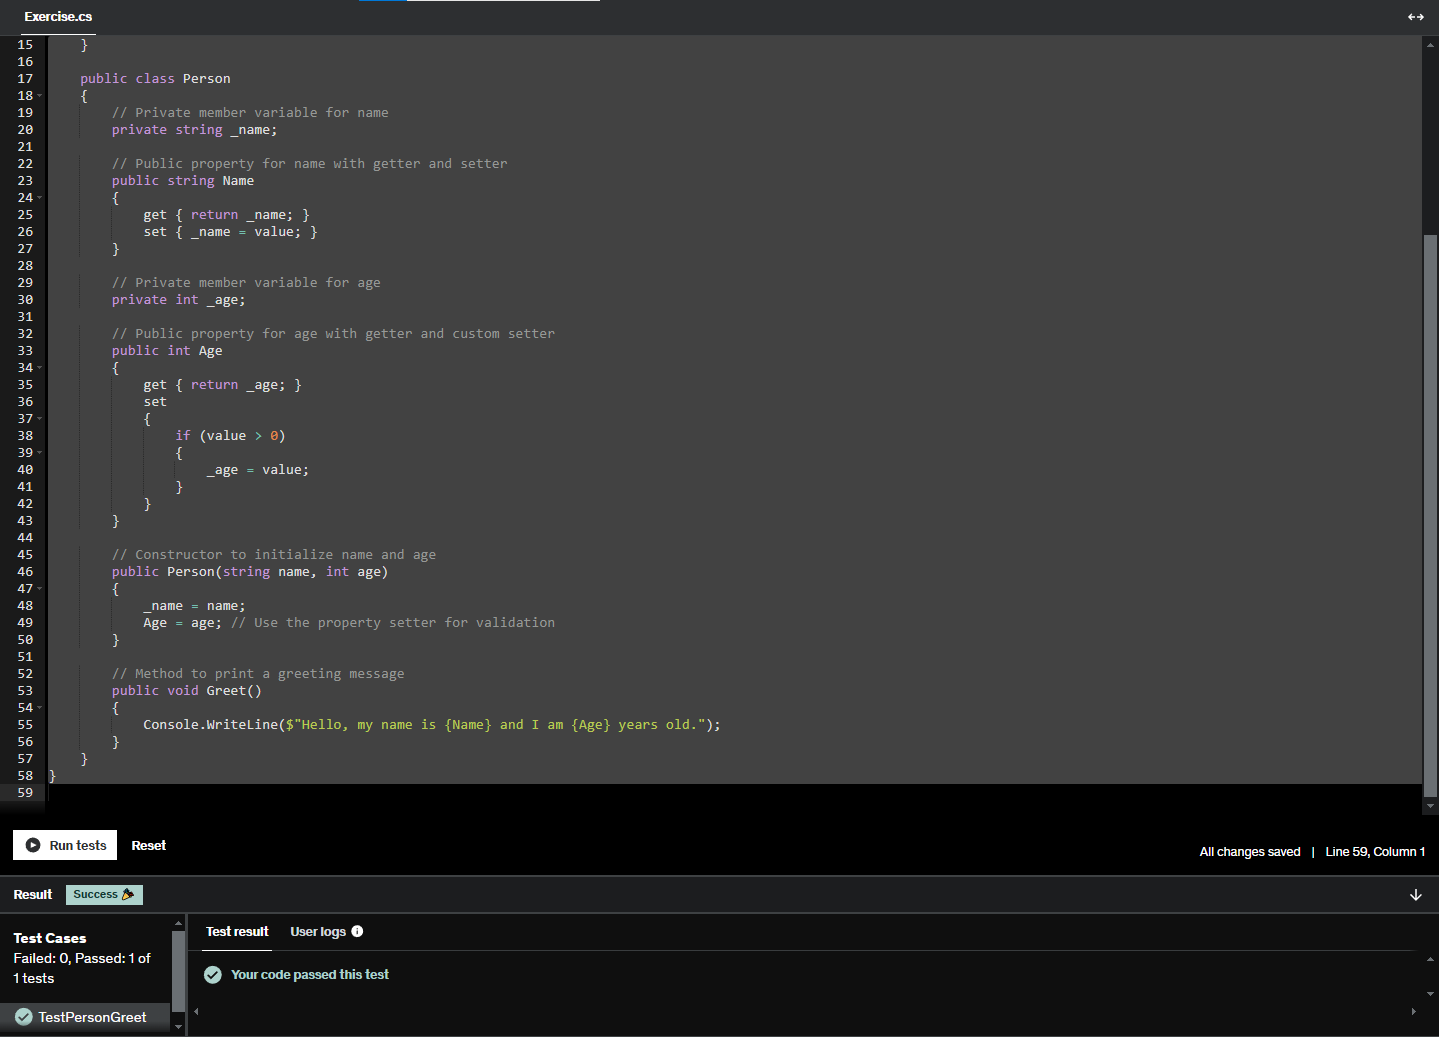 Exercise.cs
15 }
16
17 public class Person
18 {
19 // Private member variable for name
20 private string _name;
21
22 // Public property for name with getter and setter
23 public string Name
24 {
25 get { return _name; }
26 set { _name = value; }
27 }
28
29 // Private member variable for age
30 private int _age;
31
32 // Public property for age with getter and custom setter
33 public int Age
34 {
35 get { return _age; }
36 set
37 {
38 if (value > 0)
39 {
40 _age = value;
41 }
42 }
43 }
44
45 // Constructor to initialize name and age
46 public Person(string name, int age)
47 {
48 _name = name;
49 Age = age; // Use the property setter for validation
50 }
51
52 // Method to print a greeting message
53 public void Greet()
54 {
55 Console.WriteLine($"Hello, my name is {Name} and I am {Age} years old.");
56 }
57 }
58 }
59
Run tests Reset
All changes saved | Line 59, Column 1
Result Success
Test Cases
Failed: 0, Passed: 1 of
1 tests
TestPersonGreet
Test result User logs
Your code passed this test